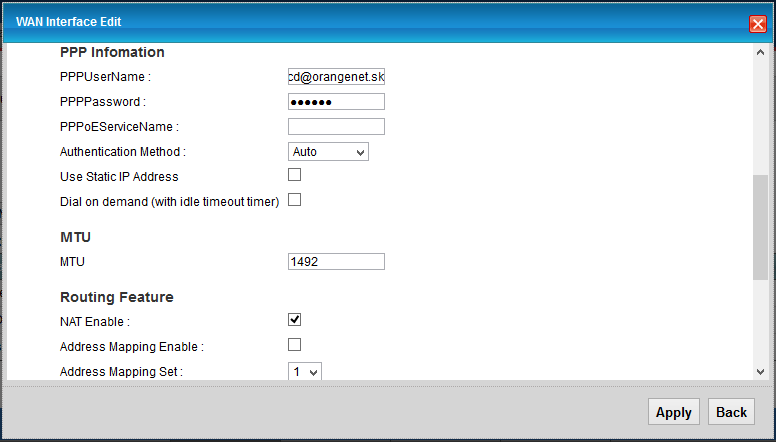 WAN Interface Edit
PPP Infomation
PPPUserName : cd@orangenet.sk
PPPPassword : ••••••
PPPoEServiceName :
Authentication Method : Auto
Use Static IP Address
Dial on demand (with idle timeout timer)
MTU
MTU 1492
Routing Feature
NAT Enable :
Address Mapping Enable :
Address Mapping Set : 1
Apply Back